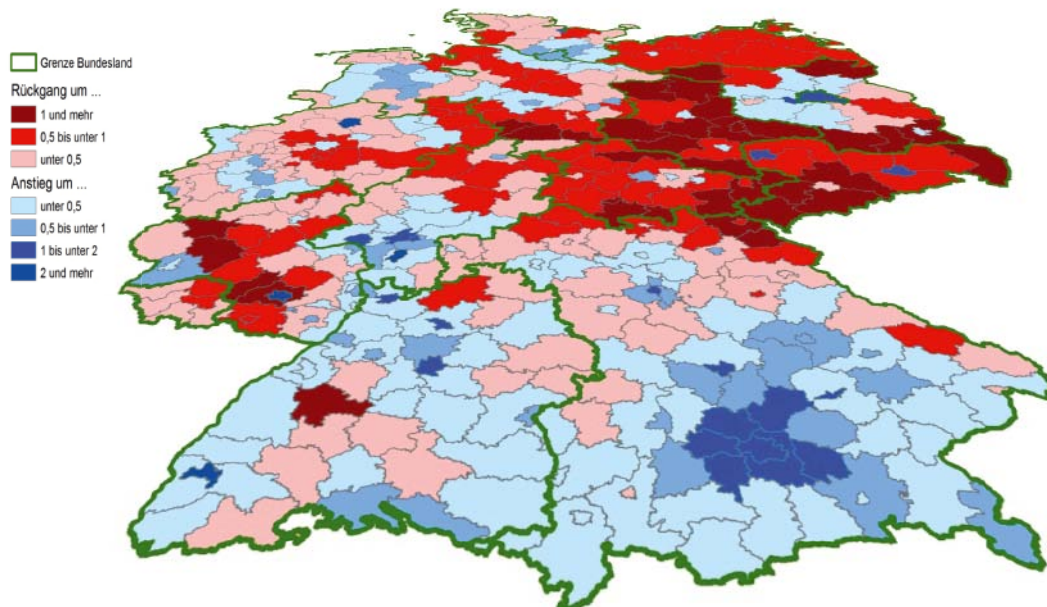 Grenze Bundesland
Rückgang um ...
1 und mehr
0,5 bis unter 1
unter 0,5
Anstieg um ...
unter 0,5
0,5 bis unter 1
1 bis unter 2
2 und mehr